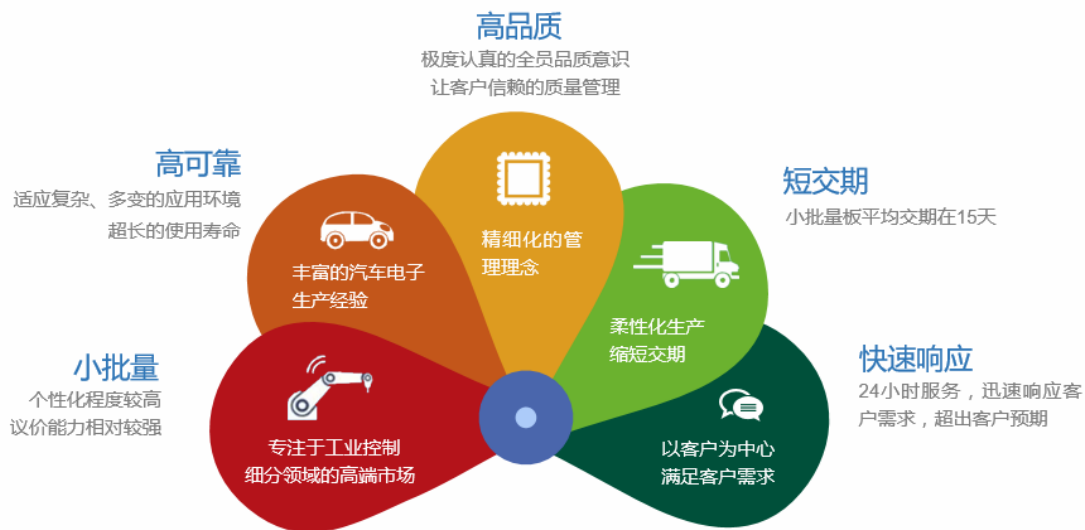 高品质
极度认真的全员品质意识
让客户信赖的质量管理
高可靠
适应复杂、多变的应用环境
超长的使用寿命
短交期
小批量板平均交期在15天
精细化的管
理理念
丰富的汽车电子
生产经验
柔性化生产
缩短交期
小批量
个性化程度较高
议价能力相对较强
快速响应
24小时服务，迅速响应客
户需求，超出客户预期
专注于工业控制
细分领域的高端市场
以客户为中心
满足客户需求